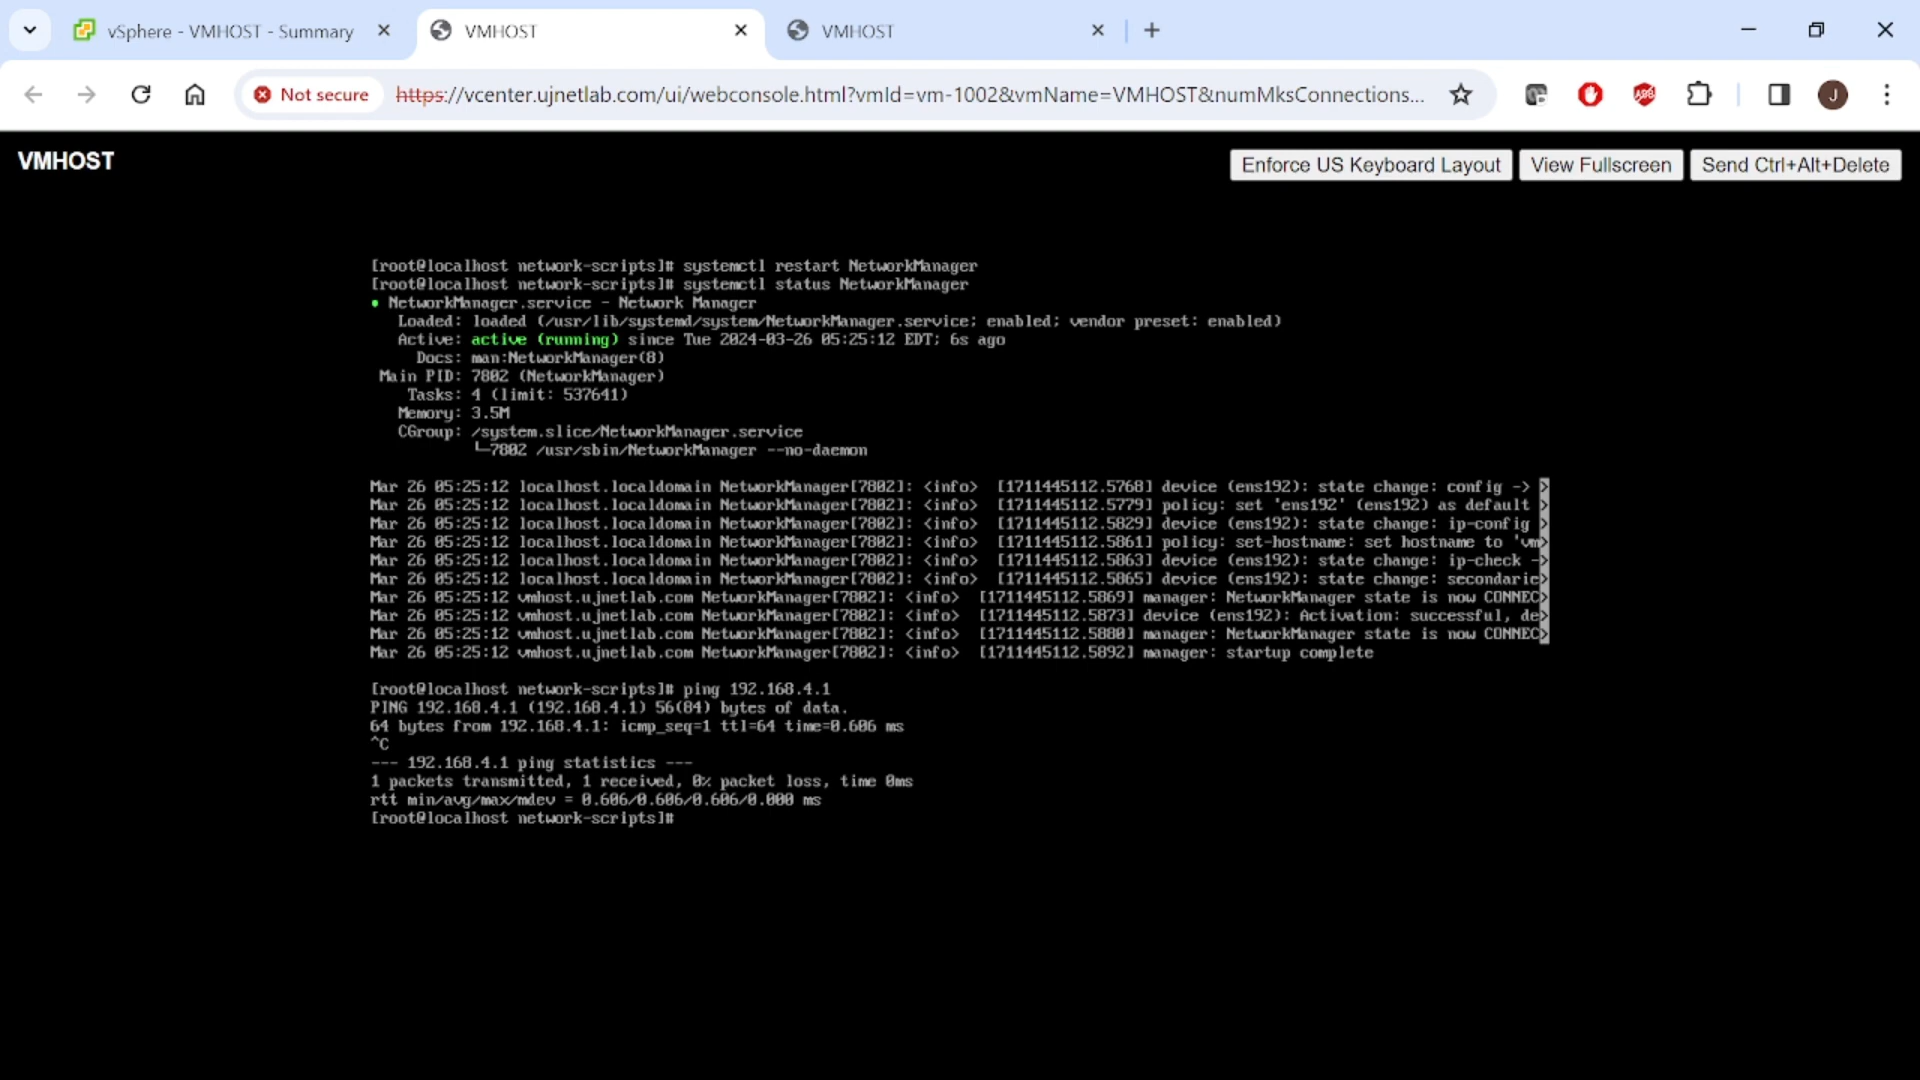 vSphere - VMHOST - Summary
VMHOST
VMHOST
Not secure
https://vcenter.ujnetlab.com/ui/webconsole.html?vmId=vm-1002&vmName=VMHOST&numMksConnections...
J
VMHOST
Enforce US Keyboard Layout
View Fullscreen
Send Ctrl+Alt+Delete
[root@localhost network-scripts]# systemctl restart NetworkManager
[root@localhost network-scripts]# systemctl status NetworkManager
● NetworkManager.service - Network Manager
Loaded: loaded (/usr/lib/systemd/system/NetworkManager.service; enabled; vendor preset: enabled)
Active: active (running) since Tue 2024-03-26 05:25:12 EDT; 6s ago
Docs: man:NetworkManager(8)
Main PID: 7802 (NetworkManager)
Tasks: 4 (limit: 537641)
Memory: 3.5M
CGroup: /system.slice/NetworkManager.service
└─7802 /usr/sbin/NetworkManager --no-daemon
Mar 26 05:25:12 localhost.localdomain NetworkManager[7802]: <info>  [1711445112.5768] device (ens192): state change: config -> >
Mar 26 05:25:12 localhost.localdomain NetworkManager[7802]: <info>  [1711445112.5779] policy: set 'ens192' (ens192) as default >
Mar 26 05:25:12 localhost.localdomain NetworkManager[7802]: <info>  [1711445112.5829] device (ens192): state change: ip-config >
Mar 26 05:25:12 localhost.localdomain NetworkManager[7802]: <info>  [1711445112.5861] policy: set-hostname: set hostname to 'vm>
Mar 26 05:25:12 localhost.localdomain NetworkManager[7802]: <info>  [1711445112.5863] device (ens192): state change: ip-check ->
Mar 26 05:25:12 localhost.localdomain NetworkManager[7802]: <info>  [1711445112.5865] device (ens192): state change: secondarie>
Mar 26 05:25:12 vmhost.ujnetlab.com NetworkManager[7802]: <info>  [1711445112.5869] manager: NetworkManager state is now CONNEC>
Mar 26 05:25:12 vmhost.ujnetlab.com NetworkManager[7802]: <info>  [1711445112.5873] device (ens192): Activation: successful, de>
Mar 26 05:25:12 vmhost.ujnetlab.com NetworkManager[7802]: <info>  [1711445112.5880] manager: NetworkManager state is now CONNEC>
Mar 26 05:25:12 vmhost.ujnetlab.com NetworkManager[7802]: <info>  [1711445112.5892] manager: startup complete
[root@localhost network-scripts]# ping 192.168.4.1
PING 192.168.4.1 (192.168.4.1) 56(84) bytes of data.
64 bytes from 192.168.4.1: icmp_seq=1 ttl=64 time=0.606 ms
^C
--- 192.168.4.1 ping statistics ---
1 packets transmitted, 1 received, 0% packet loss, time 0ms
rtt min/avg/max/mdev = 0.606/0.606/0.606/0.000 ms
[root@localhost network-scripts]#